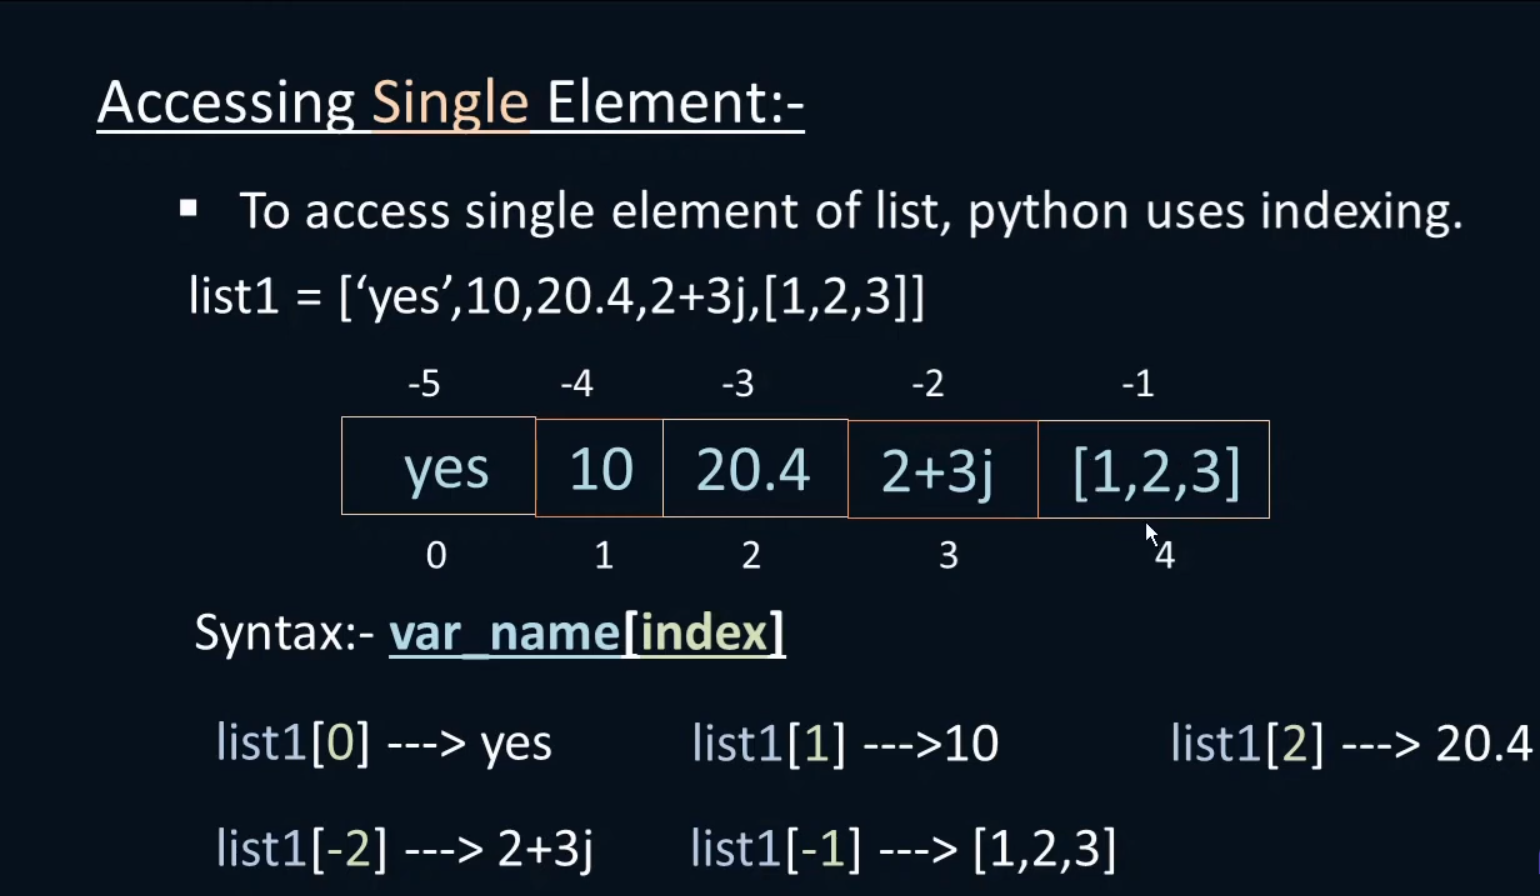 Accessing Single Element:-
▪ To access single element of list, python uses indexing.
list1 = [‘yes’,10,20.4,2+3j,[1,2,3]]
-5 -4 -3 -2 -1
yes 10 20.4 2+3j [1,2,3]
0 1 2 3 4
Syntax:- var_name[index]
list1[0] ---> yes list1[1] --->10 list1[2] ---> 20.4
list1[-2] ---> 2+3j list1[-1] ---> [1,2,3]